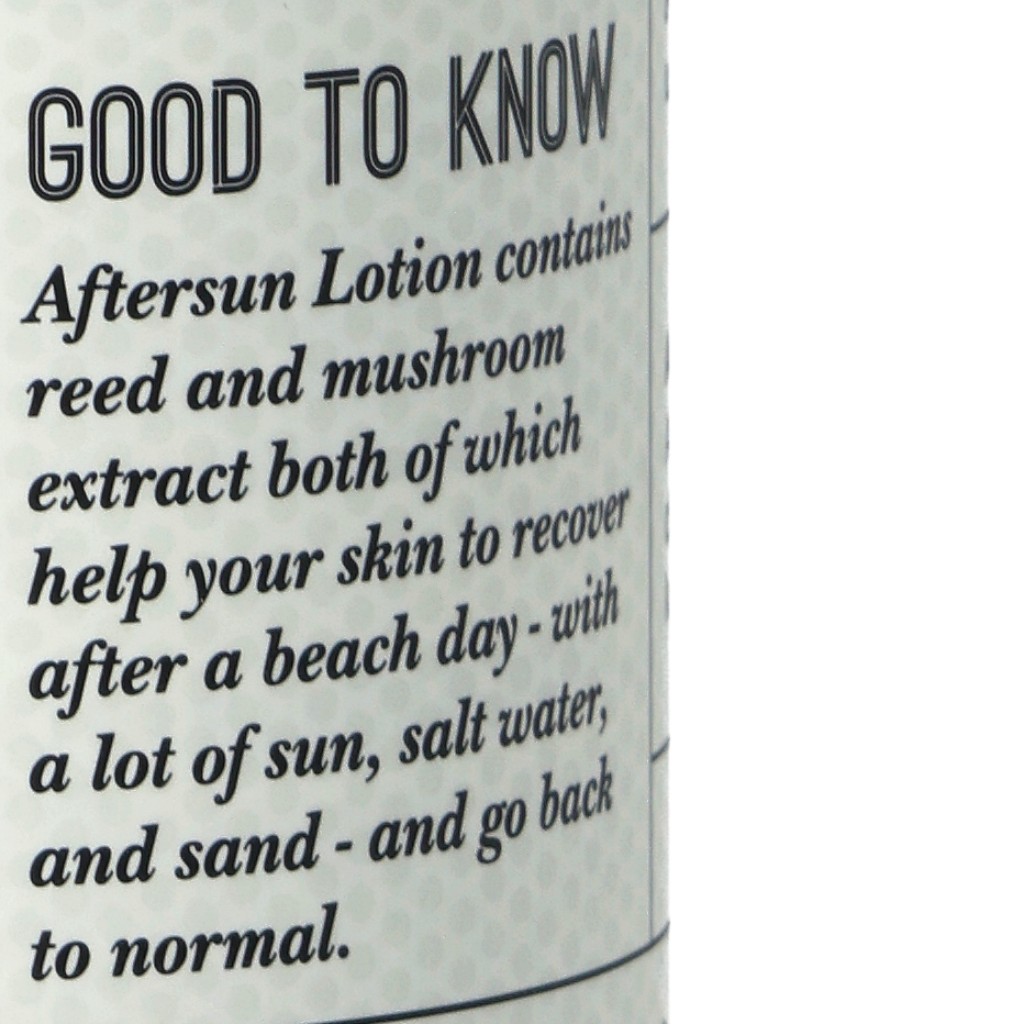 GOOD TO KNOW
Aftersun Lotion contains
reed and mushroom
extract both of which
help your skin to recover
after a beach day - with
a lot of sun, salt water,
and sand - and go back
to normal.